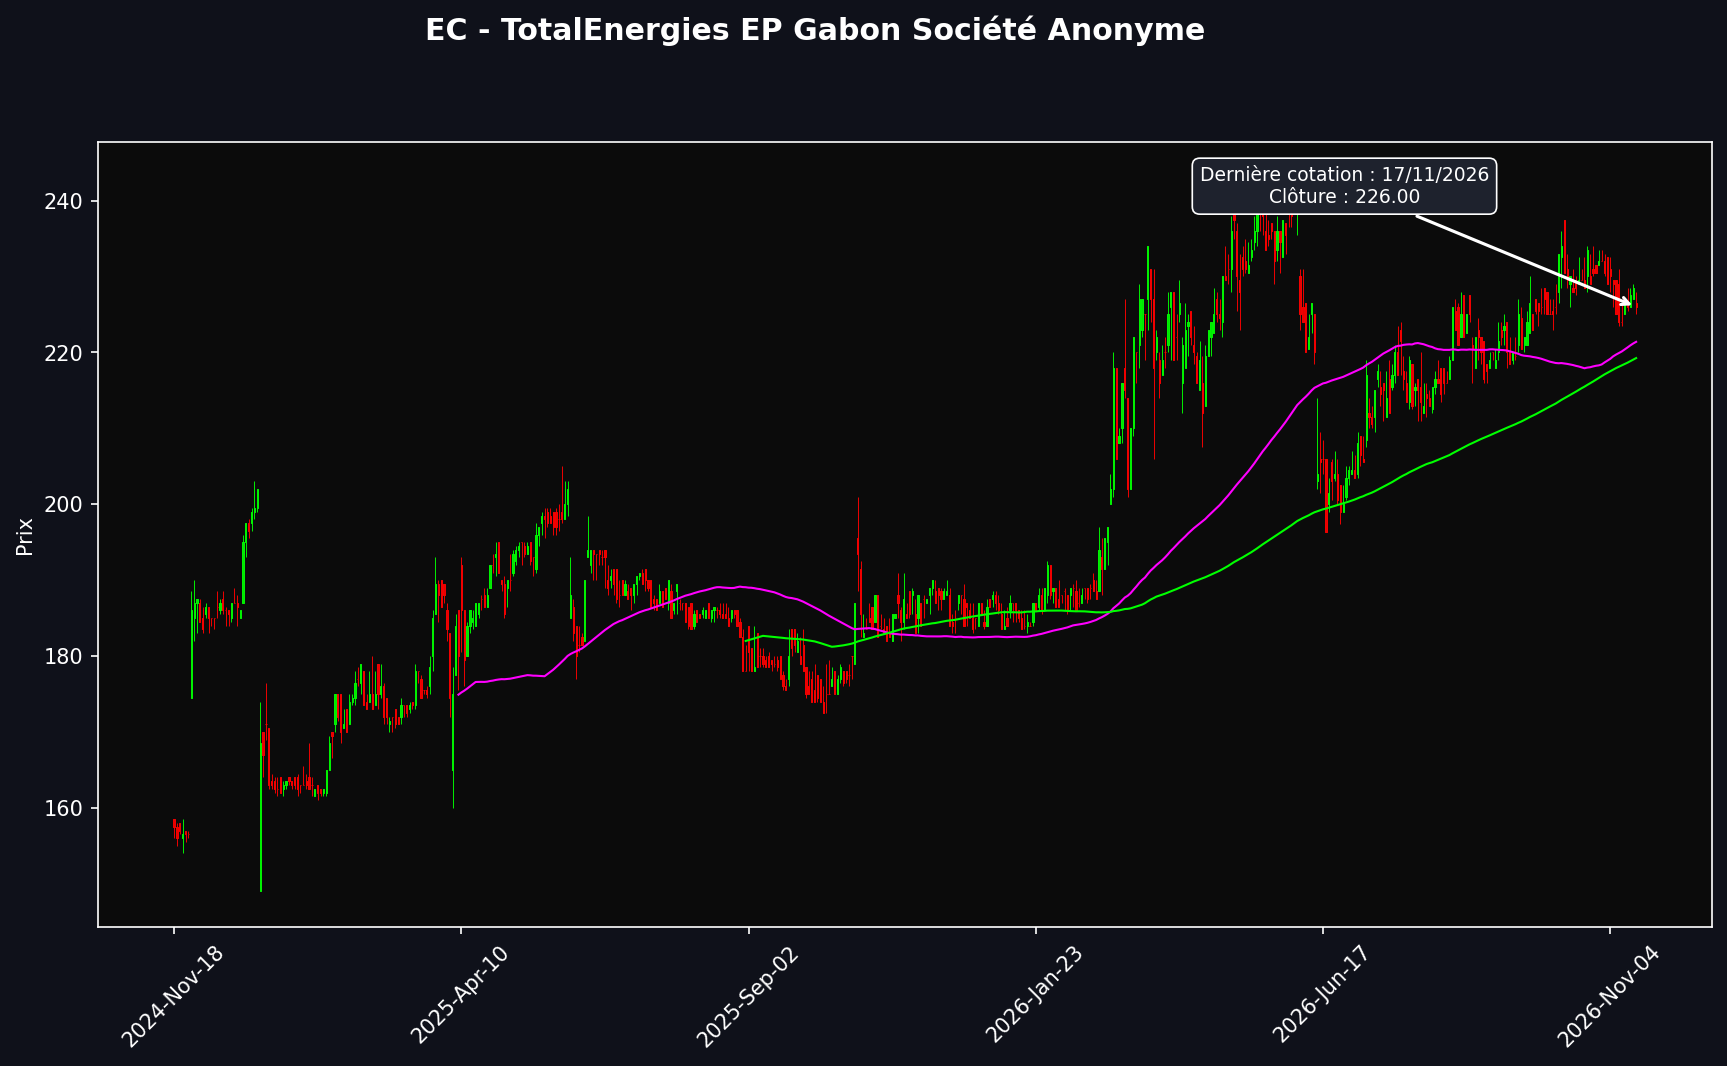 EC - TotalEnergies EP Gabon Société Anonyme
Dernière cotation : 17/11/2026
Clôture : 226.00
Prix
240
220
200
180
160
2024-Nov-18
2025-Apr-10
2025-Sep-02
2026-Jan-23
2026-Jun-17
2026-Nov-04